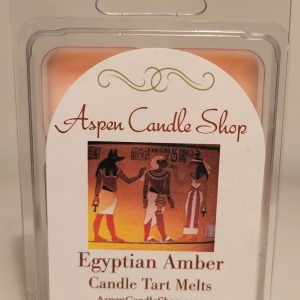 Aspen Candle Shop
Egyptian Amber
Candle Tart Melts